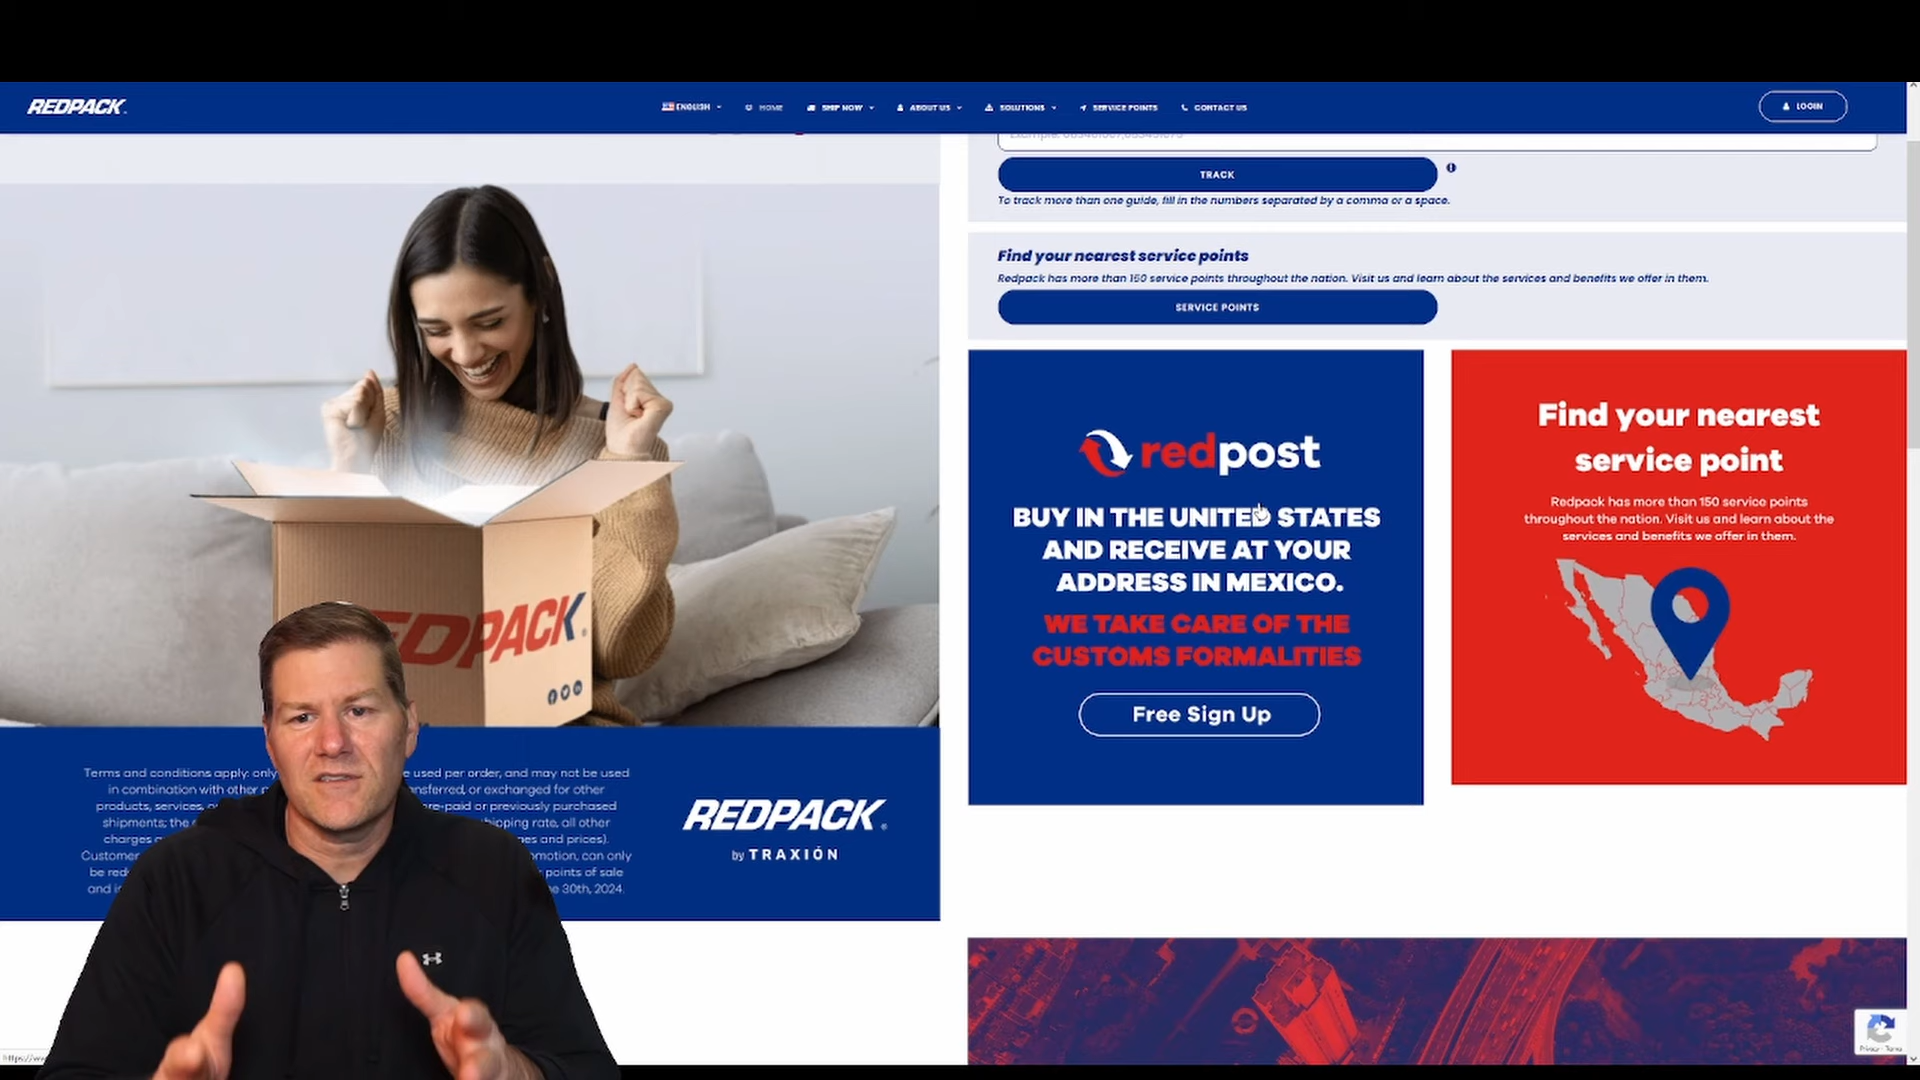 REDPACK
ENGLISH
HOME
SHIP NOW
ABOUT US
SOLUTIONS
SERVICE POINTS
CONTACT US
LOGIN
TRACK
To track more than one guide, fill in the numbers separated by a comma or a space.
Find your nearest service points
Redpack has more than 150 service points throughout the nation. Visit us and learn about the services and benefits we offer in them.
SERVICE POINTS
redpost
BUY IN THE UNITED STATES
AND RECEIVE AT YOUR
ADDRESS IN MEXICO.
WE TAKE CARE OF THE
CUSTOMS FORMALITIES
Free Sign Up
Find your nearest
service point
Redpack has more than 150 service points
throughout the nation. Visit us and learn about the
services and benefits we offer in them.
EDPACK
Terms and conditions apply: only used per order, and may not be used
in combination with other or exchanged for other
products, services, or previously purchased
shipments; the rate, all other
charges and prices).
Customer can only
be points of sale
and 30th, 2024.
REDPACK
by TRAXIÓN